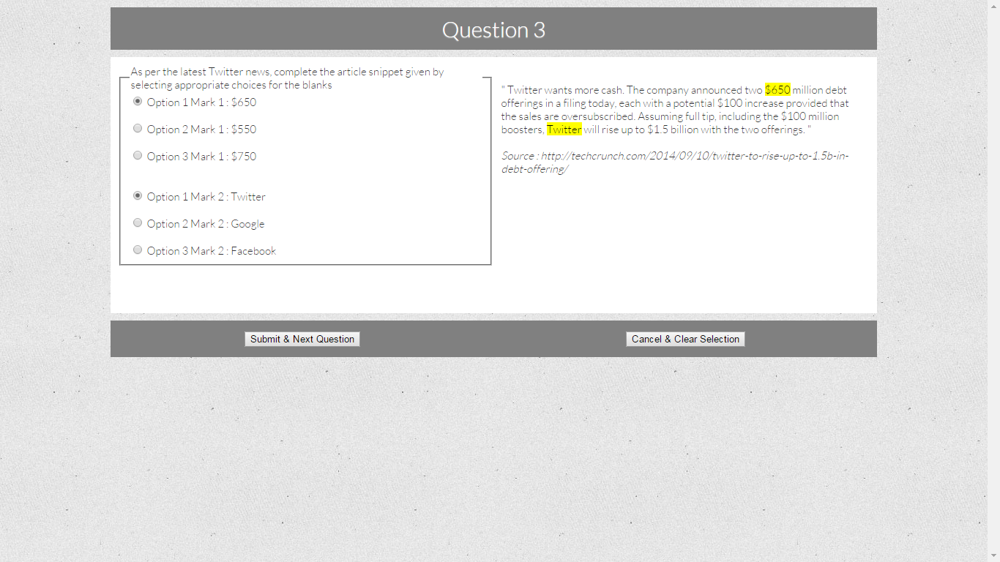 Question 3
As per the latest Twitter news, complete the article snippet given by
selecting appropriate choices for the blanks
Option 1 Mark 1 : $650
Option 2 Mark 1 : $550
Option 3 Mark 1 : $750
Option 1 Mark 2 : Twitter
Option 2 Mark 2 : Google
Option 3 Mark 2 : Facebook
" Twitter wants more cash. The company announced two $650 million debt
offerings in a filing today, each with a potential $100 increase provided that
the sales are oversubscribed. Assuming full tip, including the $100 million
boosters, Twitter will rise up to $1.5 billion with the two offerings. "
Source : http://techcrunch.com/2014/09/10/twitter-to-rise-up-to-1.5b-in-
debt-offering/
Submit & Next Question
Cancel & Clear Selection